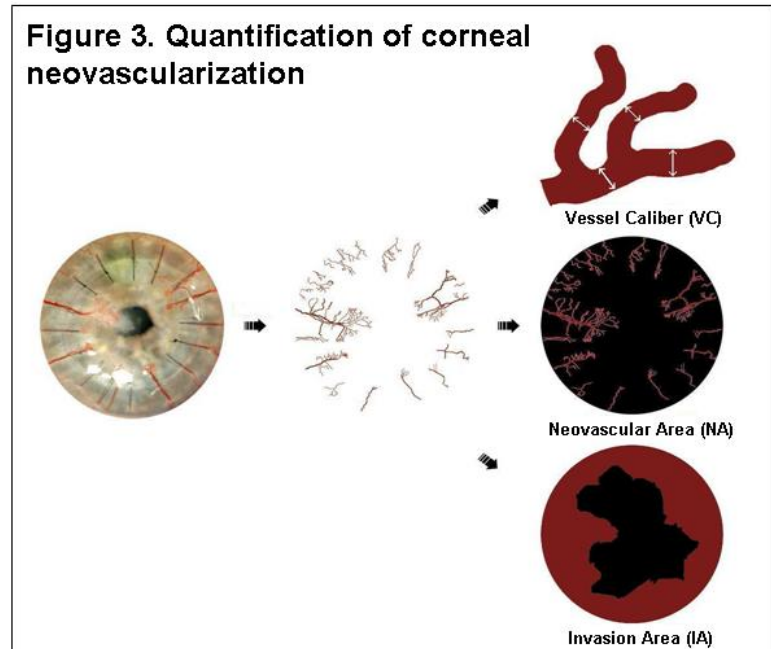 Figure 3. Quantification of corneal
neovascularization
Vessel Caliber (VC)
Neovascular Area (NA)
Invasion Area (IA)